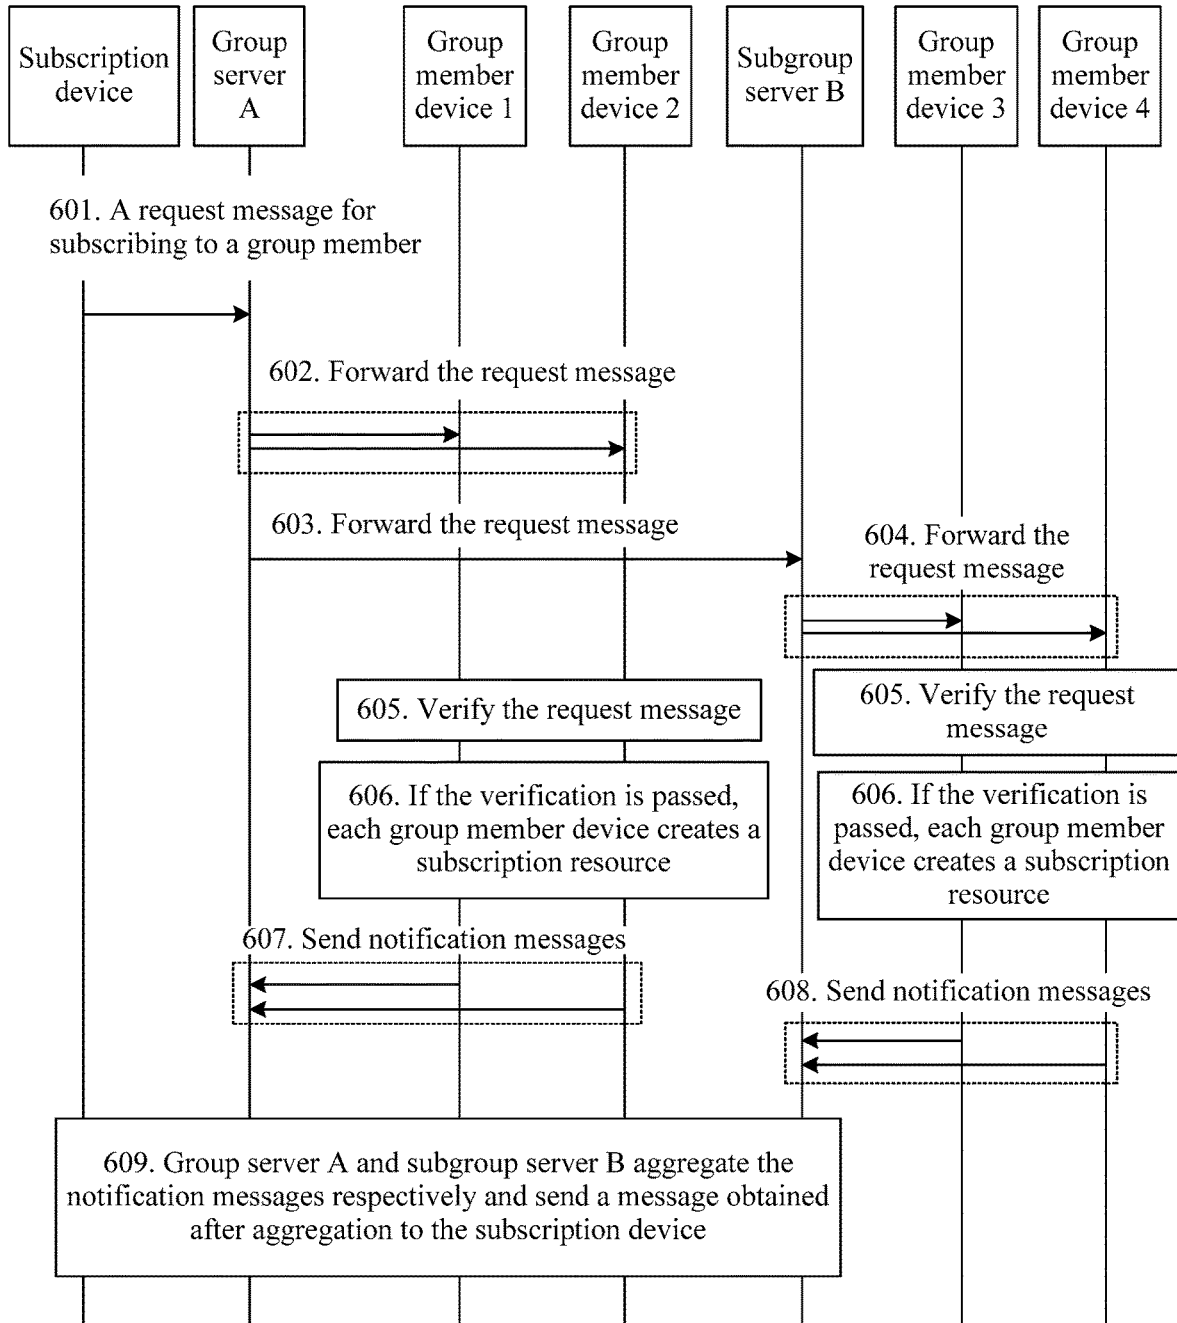 Subscription
device
Group
server
A
Group
member
device 1
Group
member
device 2
Subgroup
server B
Group
member
device 3
Group
member
device 4
601. A request message for
subscribing to a group member
602. Forward the request message
603. Forward the request message
604. Forward the
request message
605. Verify the request message
605. Verify the request
message
606. If the verification is passed,
each group member device creates a
subscription resource
606. If the verification is
passed, each group member
device creates a subscription
resource
607. Send notification messages
608. Send notification messages
609. Group server A and subgroup server B aggregate the
notification messages respectively and send a message obtained
after aggregation to the subscription device